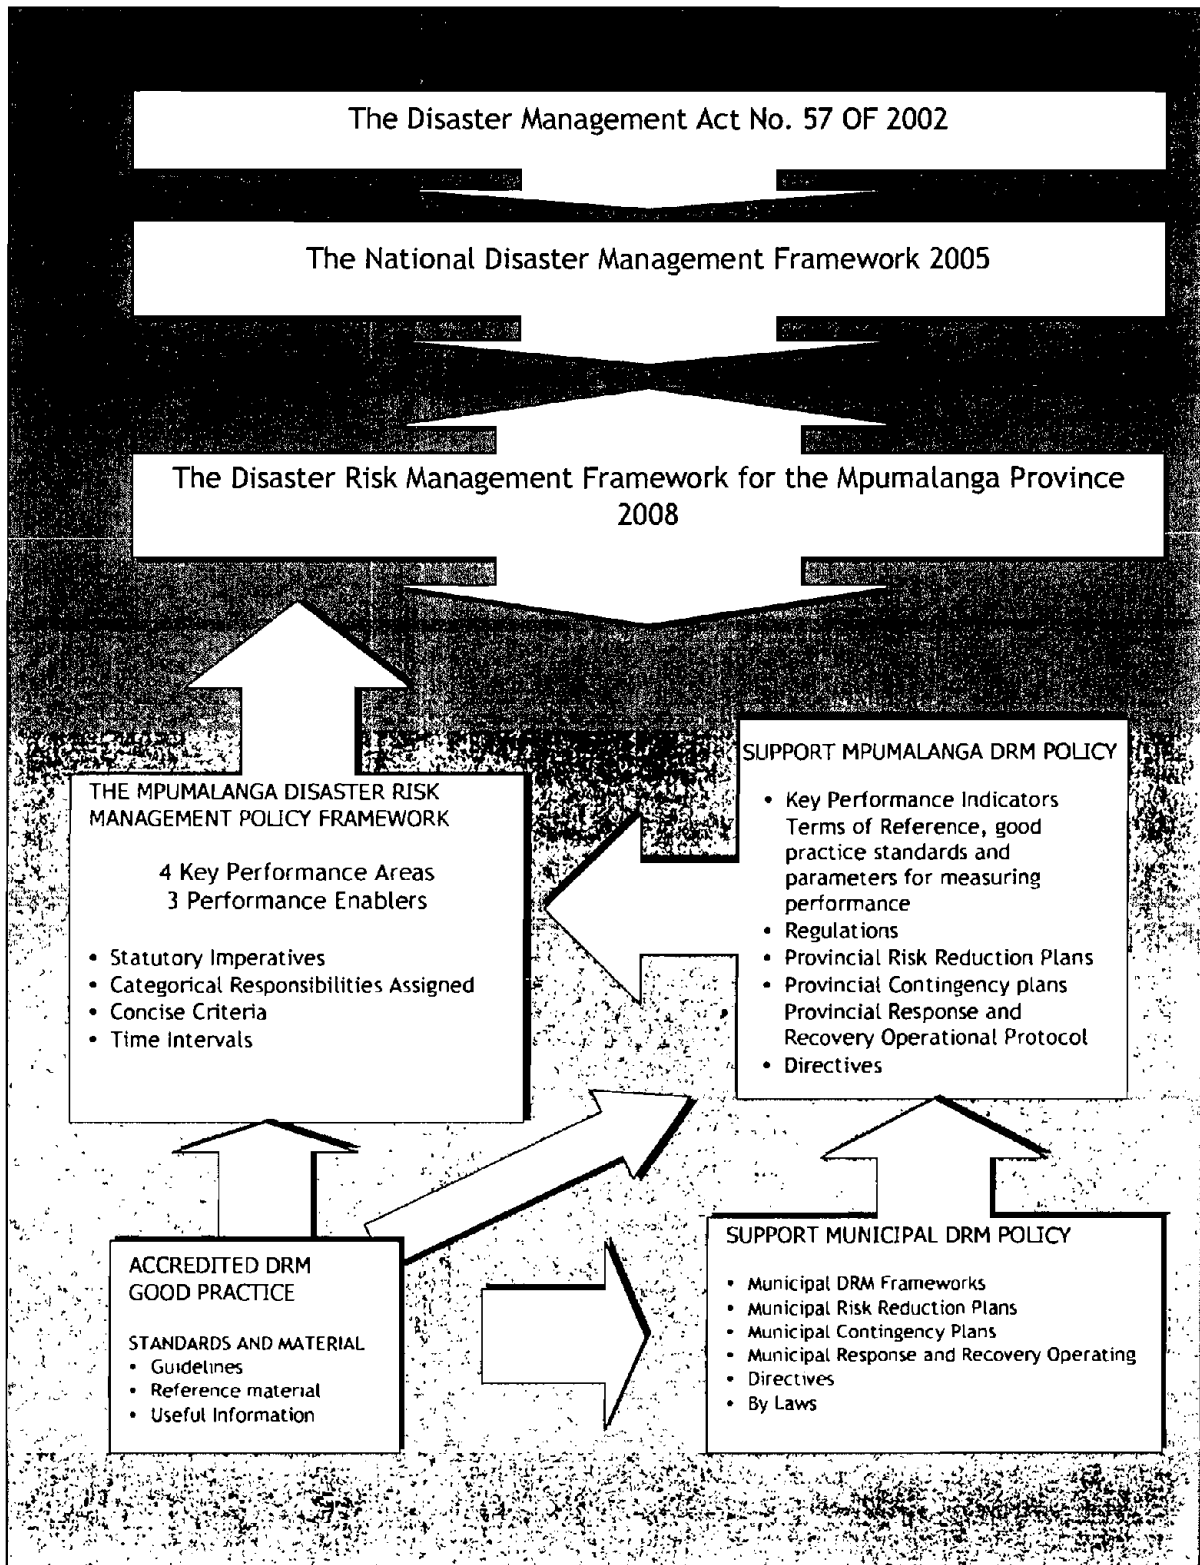 The Disaster Management Act No. 57 OF 2002
The National Disaster Management Framework 2005
The Disaster Risk Management Framework for the Mpumalanga Province
2008
THE MPUMALANGA DISASTER RISK
MANAGEMENT POLICY FRAMEWORK
4 Key Performance Areas
3 Performance Enablers
• Statutory Imperatives
• Categorical Responsibilities Assigned
• Concise Criteria
• Time Intervals
SUPPORT MPUMALANGA DRM POLICY
• Key Performance Indicators
Terms of Reference, good
practice standards and
parameters for measuring
performance
• Regulations
• Provincial Risk Reduction Plans
• Provincial Contingency plans
Provincial Response and
Recovery Operational Protocol
• Directives
ACCREDITED DRM
GOOD PRACTICE
STANDARDS AND MATERIAL
• Guidelines
• Reference material
• Useful Information
SUPPORT MUNICIPAL DRM POLICY
• Municipal DRM Frameworks
• Municipal Risk Reduction Plans
• Municipal Contingency Plans
• Municipal Response and Recovery Operating
• Directives
• By Laws